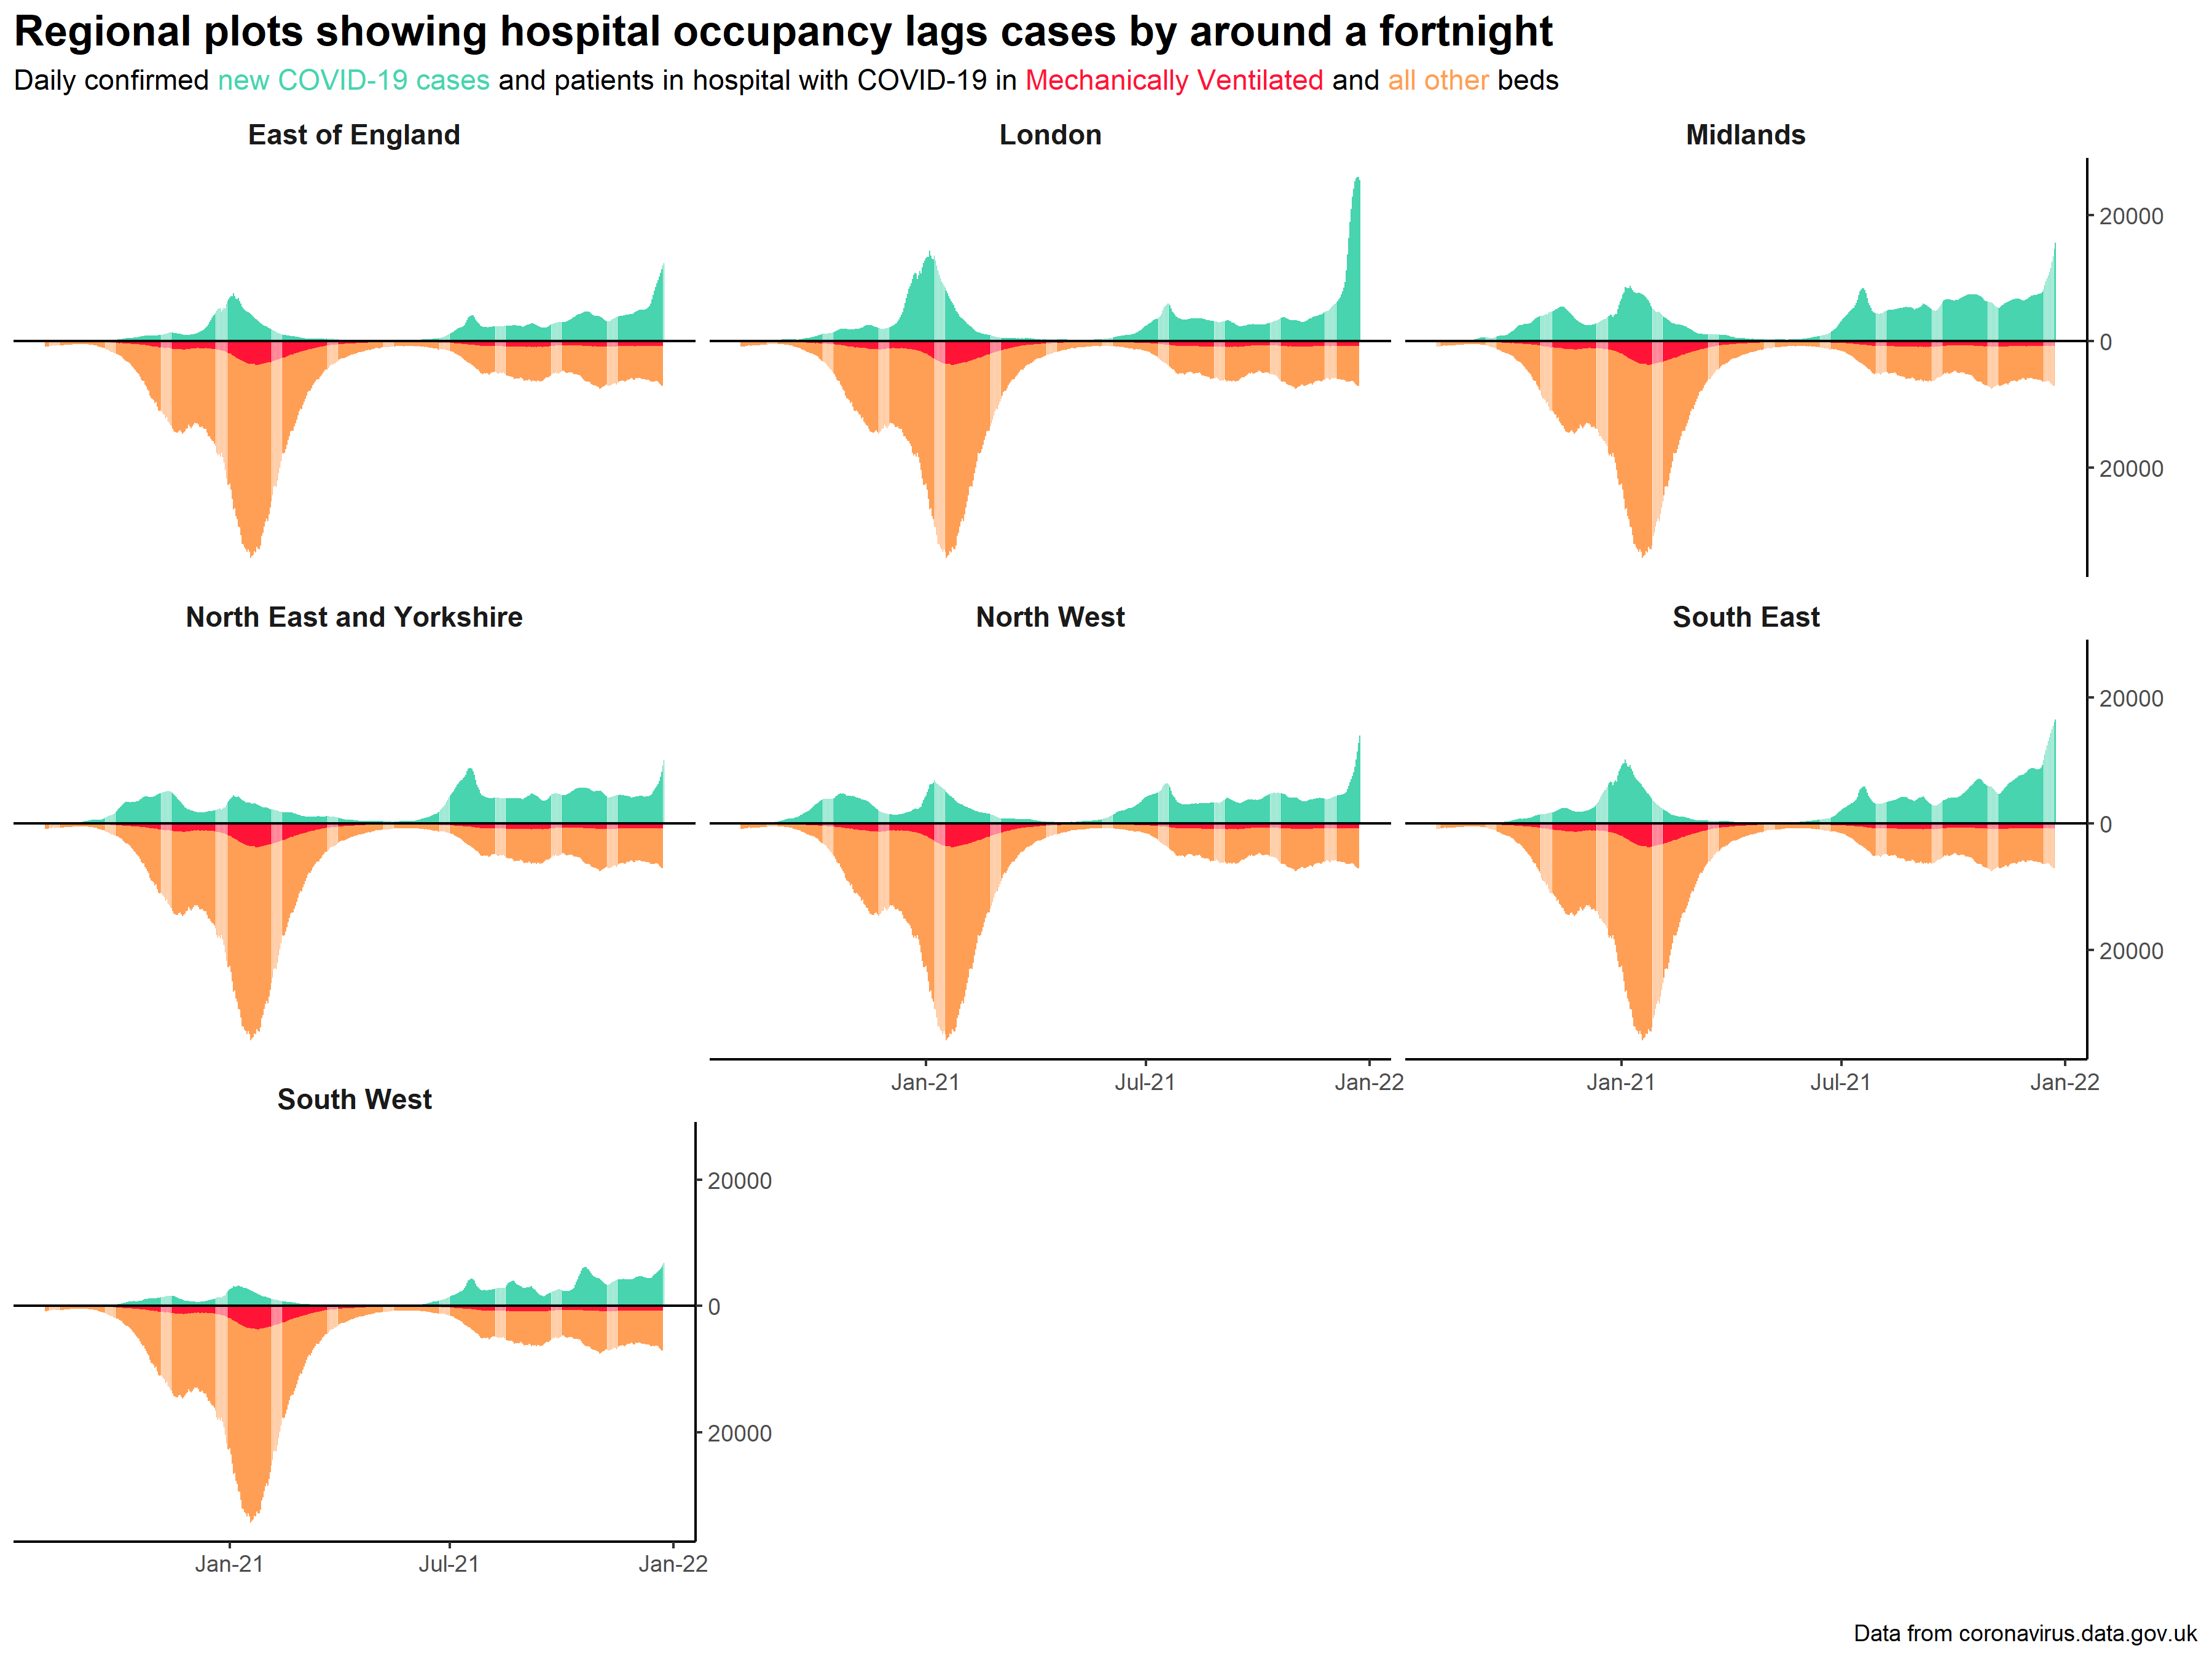 Regional plots showing hospital occupancy lags cases by around a fortnight
Daily confirmed new COVID-19 cases and patients in hospital with COVID-19 in Mechanically Ventilated and all other beds
East of England
London
Midlands
20000
0
20000
North East and Yorkshire
North West
South East
20000
0
20000
Jan-21
Jul-21
Jan-22
Jan-21
Jul-21
Jan-22
South West
20000
0
20000
Jan-21
Jul-21
Jan-22
Data from coronavirus.data.gov.uk